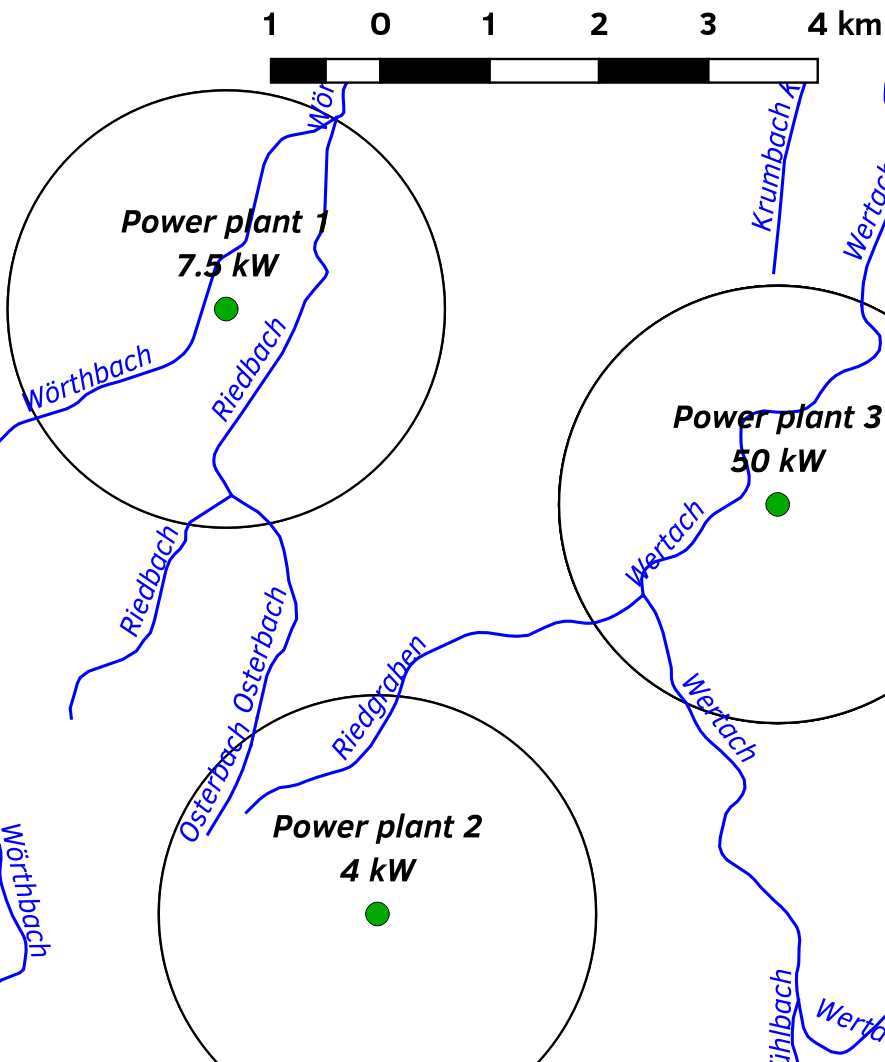 1 0 1 2 3 4 km
Wör
Krumbach K
Wertach
Power plant 1
7.5 kW
Wörthbach
Riedbach
Power plant 3
50 kW
Wertach
Riedbach
Osterbach
Riedgraben
Wertach
Osterbach
Power plant 2
4 kW
Wörthbach
ühlbach
Werta